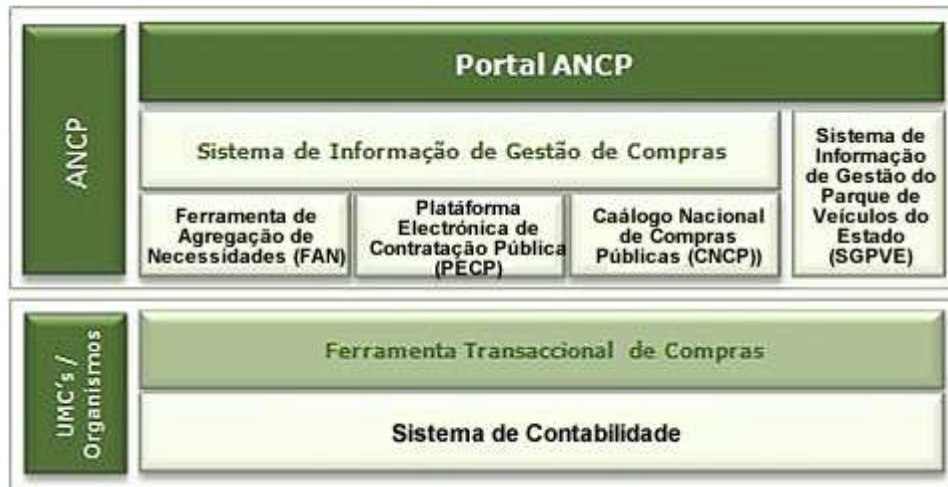 ANCP
Portal ANCP
Sistema de Informação de Gestão de Compras
Ferramenta de
Agregação de
Necessidades (FAN)
Platáforma
Electrónica de
Contratação Pública
(PECP)
Caálogo Nacional
de Compras
Públicas (CNCP))
Sistema de
Informação
de Gestão do
Parque de
Veículos do
Estado
(SGPVE)
UMC's /
Organismos
Ferramenta Transaccional de Compras
Sistema de Contabilidade